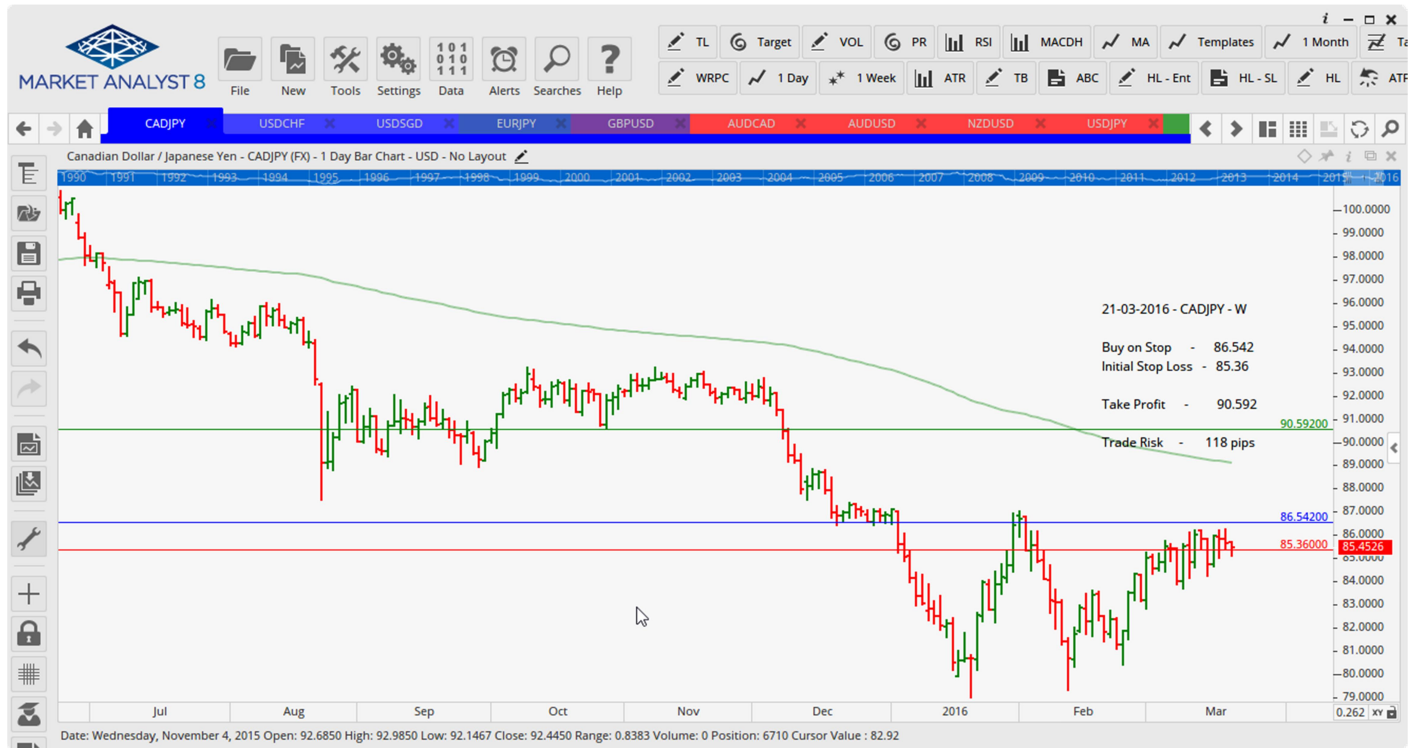 i
TL Target VOL PR RSI MACDH MA Templates 1 Month
MARKET ANALYST 8
File New Tools Settings Data Alerts Searches Help
WRPC 1 Day 1 Week ATR TB ABC HL - Ent HL - SL HL
CADJPY USDCHF USDSGD EURJPY GBPUSD AUDCAD AUDUSD NZDUSD USDJPY
Canadian Dollar / Japanese Yen - CADJPY (FX) - 1 Day Bar Chart - USD - No Layout
1990 1991 1992 1993 1994 1995 1996 1997 1998 1999 2000 2001 2002 2003 2004 2005 2006 2007 2008 2009 2010 2011 2012 2013 2014 2015 2016
100.0000
99.0000
98.0000
97.0000
96.0000
95.0000
94.0000
93.0000
92.0000
91.0000
90.0000
89.0000
88.0000
87.0000
86.0000
85.0000
84.0000
83.0000
82.0000
81.0000
80.0000
79.0000
21-03-2016 - CADJPY - W
Buy on Stop - 86.542
Initial Stop Loss - 85.36
Take Profit - 90.592
Trade Risk - 118 pips
90.59200
86.54200
85.36000
85.4526
Jul Aug Sep Oct Nov Dec 2016 Feb Mar
0.262 XY
Date: Wednesday, November 4, 2015 Open: 92.6850 High: 92.9850 Low: 92.1467 Close: 92.4450 Range: 0.8383 Volume: 0 Position: 6710 Cursor Value : 82.92